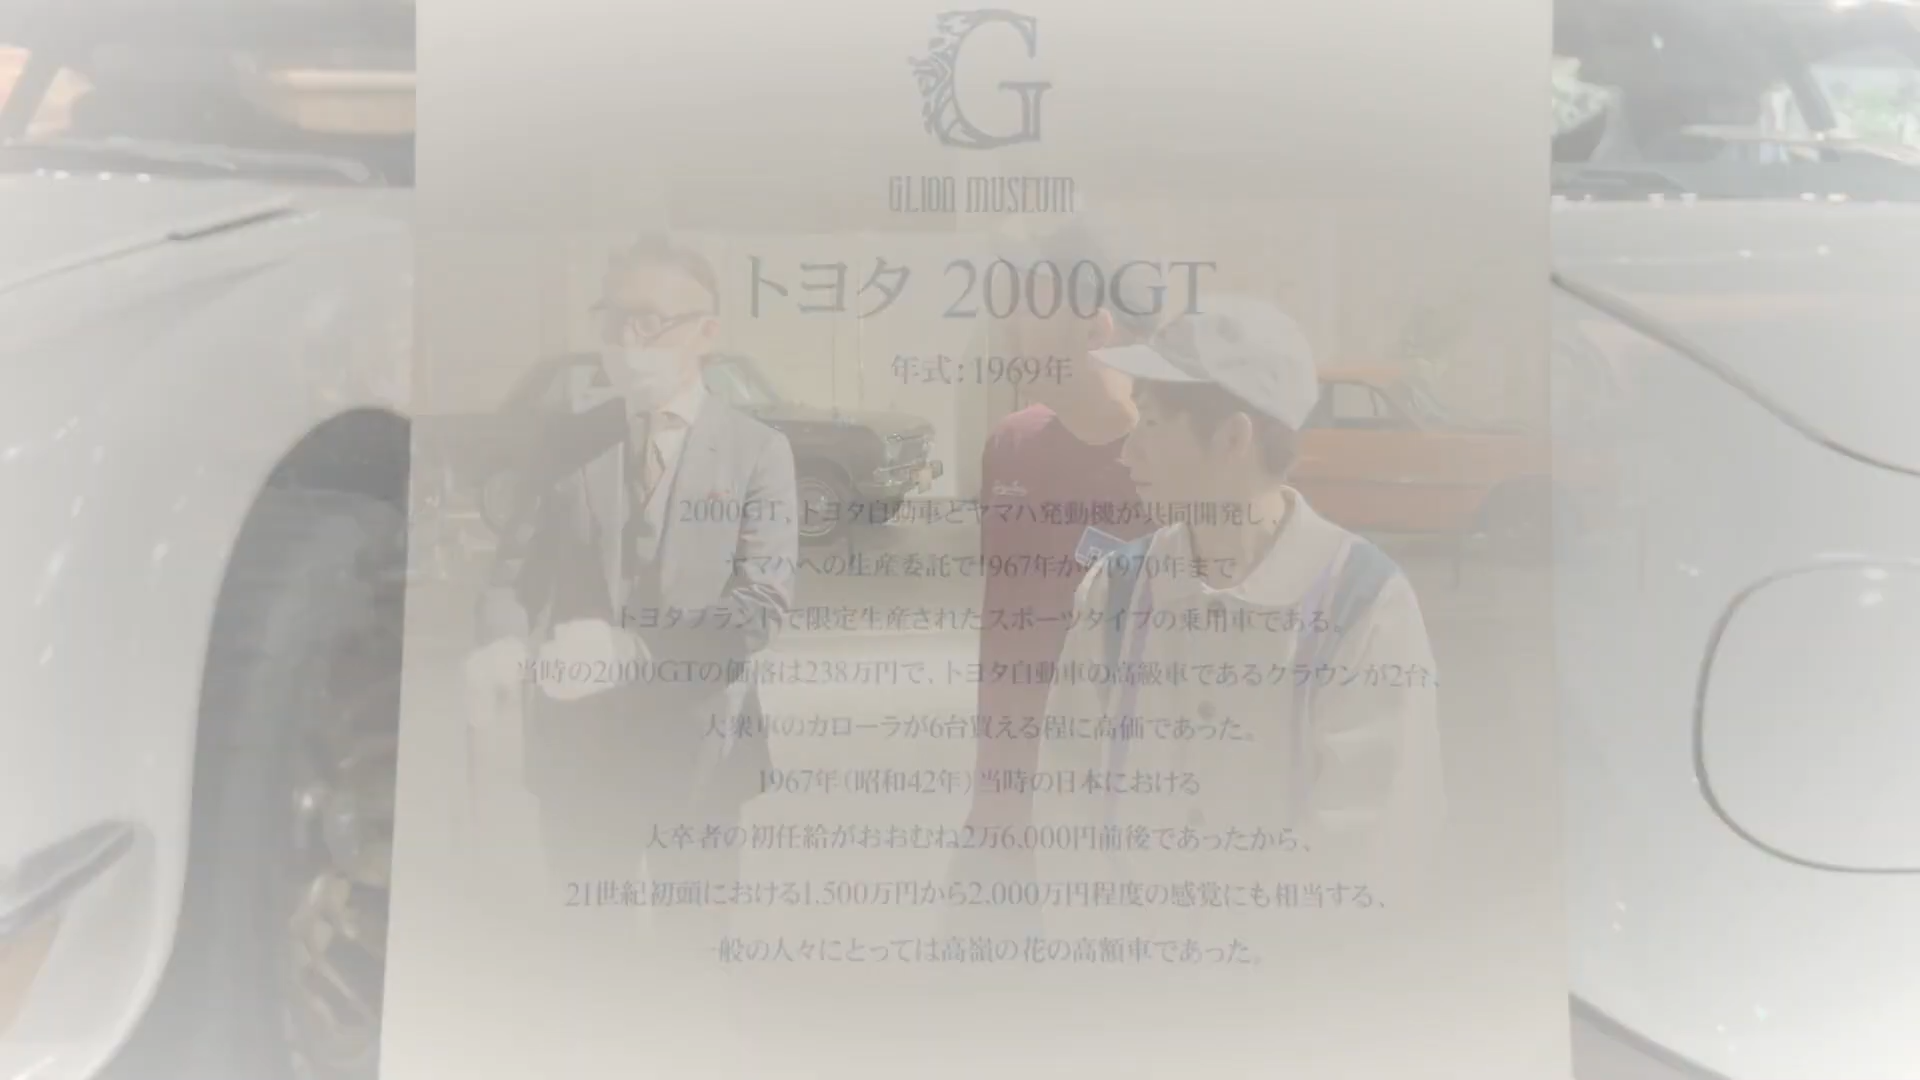 G
GLION MUSEUM
トヨタ 2000GT
年式:1969年
2000GT、トヨタ自動車とヤマハ発動機が共同開発し、
ヤマハへの生産委託で1967年から1970年まで
トヨタブランドで限定生産されたスポーツタイプの乗用車である。
当時の2000GTの価格は238万円で、トヨタ自動車の高級車であるクラウンが2台、
大衆車のカローラが6台買える程に高価であった。
1967年(昭和42年)当時の日本における
大卒者の初任給がおおむね2万6,000円前後であったから、
21世紀初頭における1,500万円から2,000万円程度の感覚にも相当する、
一般の人々にとっては高嶺の花の高額車であった。